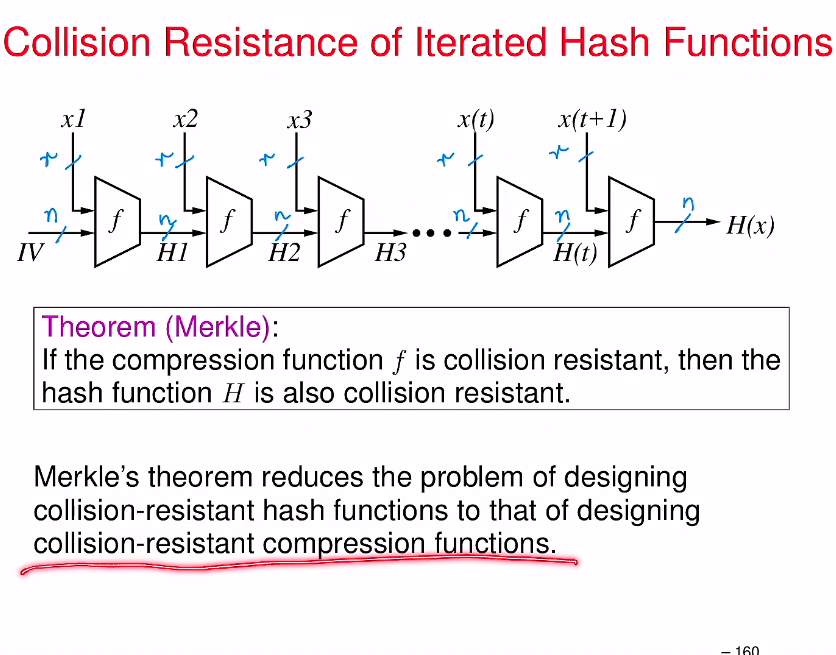 Collision Resistance of Iterated Hash Functions
x1 x2 x3 x(t) x(t+1)
r r r r r
n n n n n n
f f f f f
IV H1 H2 H3 ••• H(t) H(x)
Theorem (Merkle):
If the compression function f is collision resistant, then the
hash function H is also collision resistant.
Merkle's theorem reduces the problem of designing
collision-resistant hash functions to that of designing
collision-resistant compression functions.
– 160